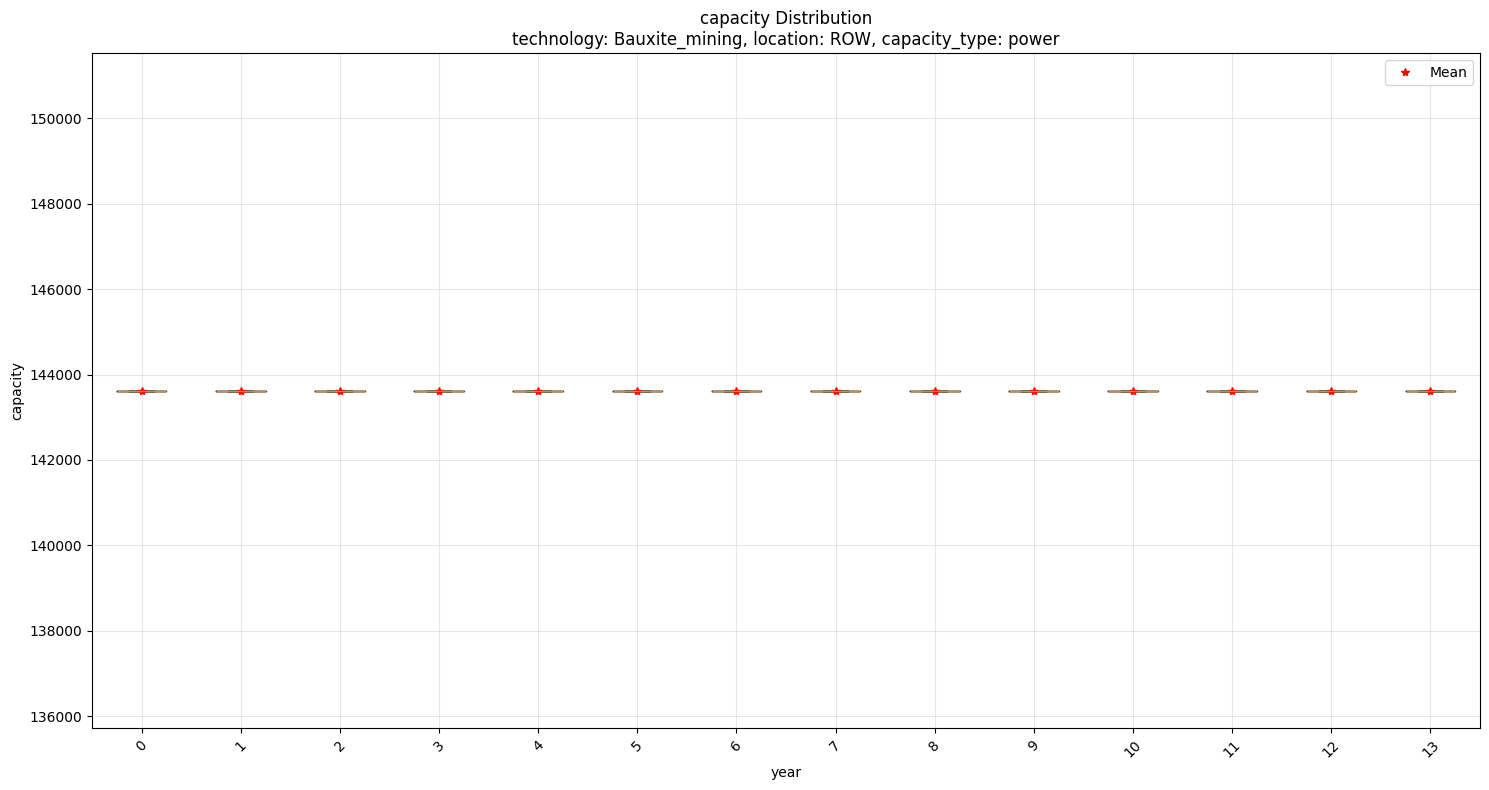 capacity Distribution
technology: Bauxite_mining, location: ROW, capacity_type: power
Mean
150000
148000
146000
144000
142000
140000
138000
136000
capacity
0 1 2 3 4 5 6 7 8 9 10 11 12 13
year